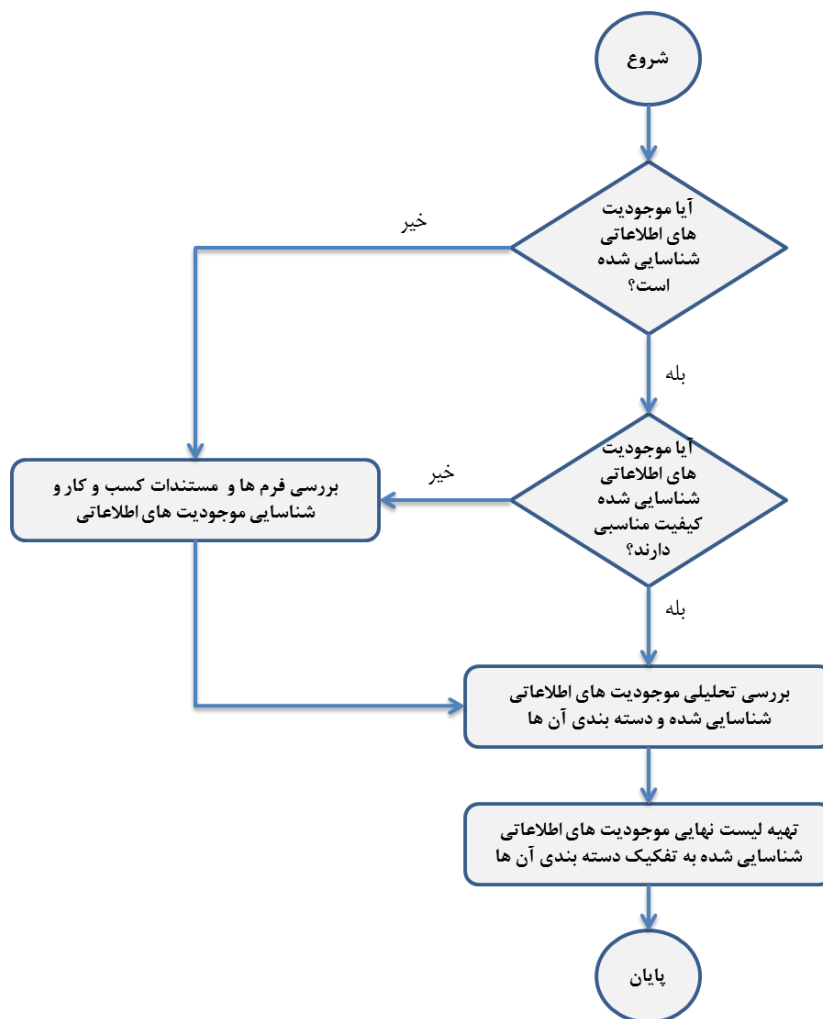 شروع
آیا موجودیت
های اطلاعاتی
شناسایی شده
است؟
خیر
بله
آیا موجودیت
های اطلاعاتی
شناسایی شده
کیفیت مناسبی
دارند؟
خیر
بررسی فرم ها و مستندات کسب و کار و
شناسایی موجودیت های اطلاعاتی
بله
بررسی تحلیلی موجودیت های اطلاعاتی
شناسایی شده و دسته بندی آن ها
تهیه لیست نهایی موجودیت های اطلاعاتی
شناسایی شده به تفکیک دسته بندی آن ها
پایان